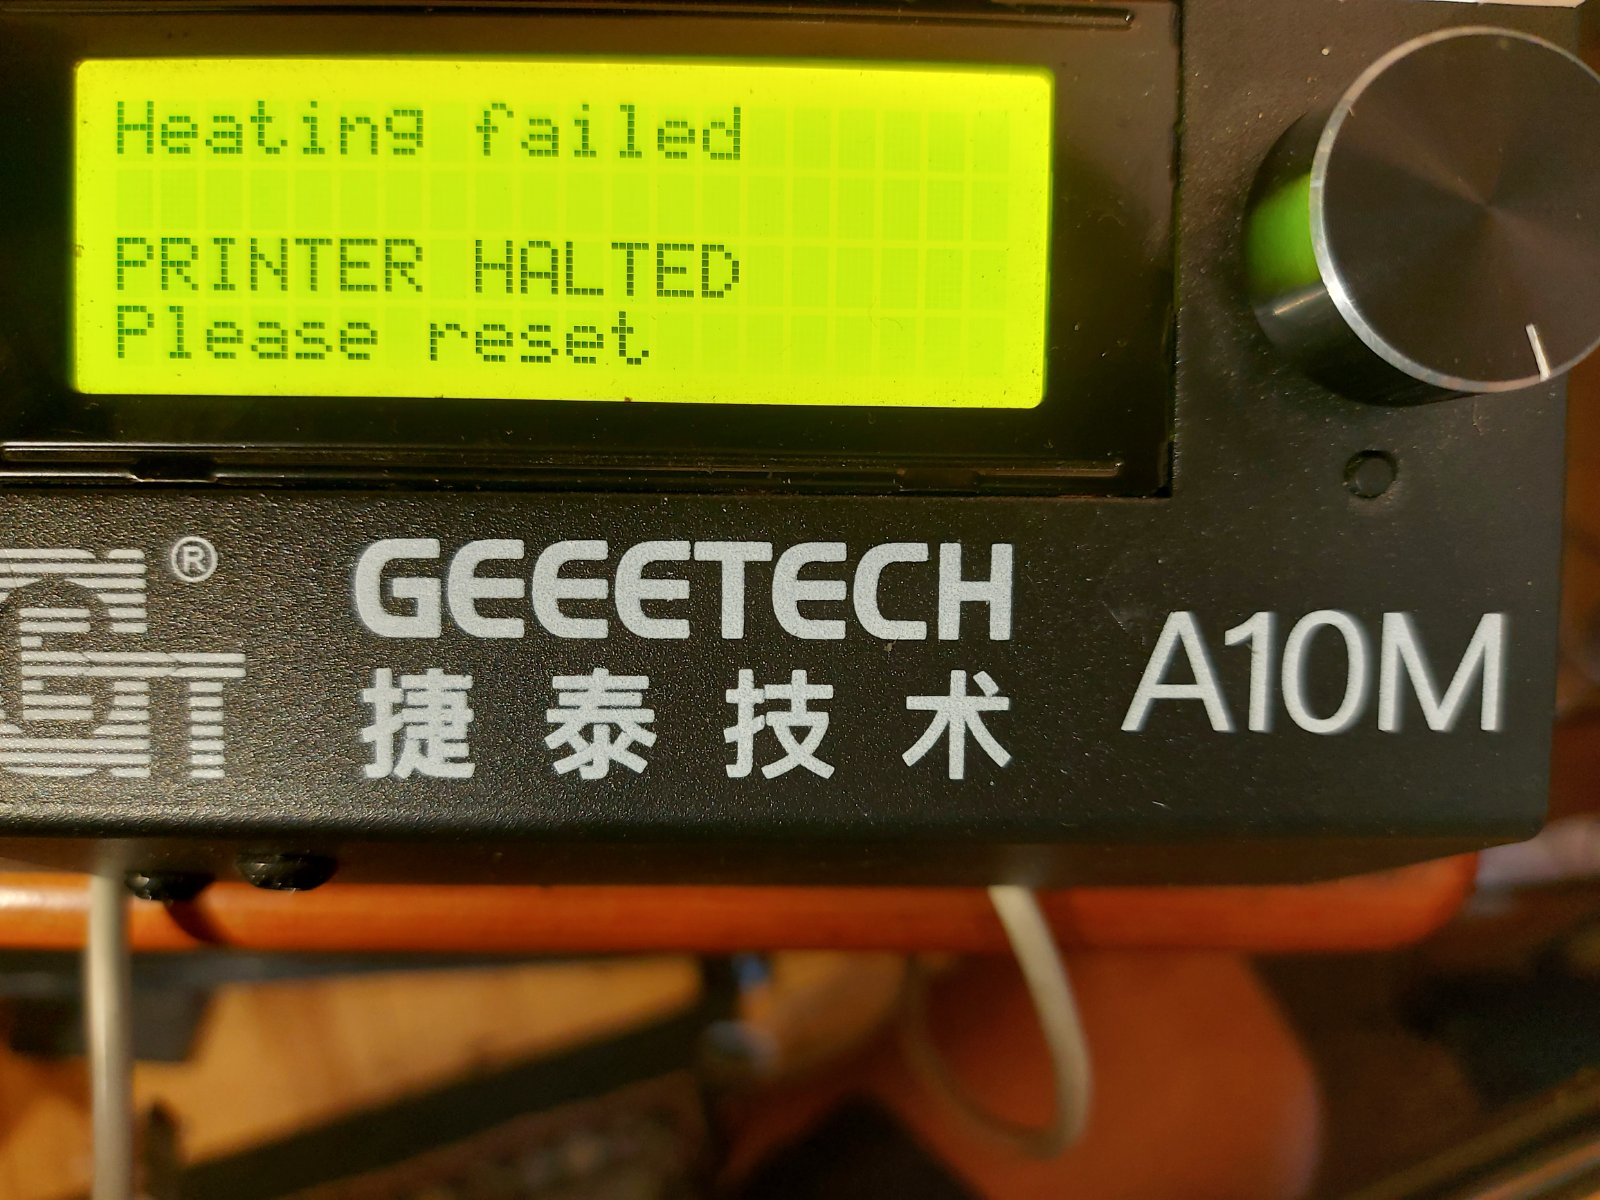 Heating failed
PRINTER HALTED
Please reset
® GEEETECH
捷泰技术
A10M